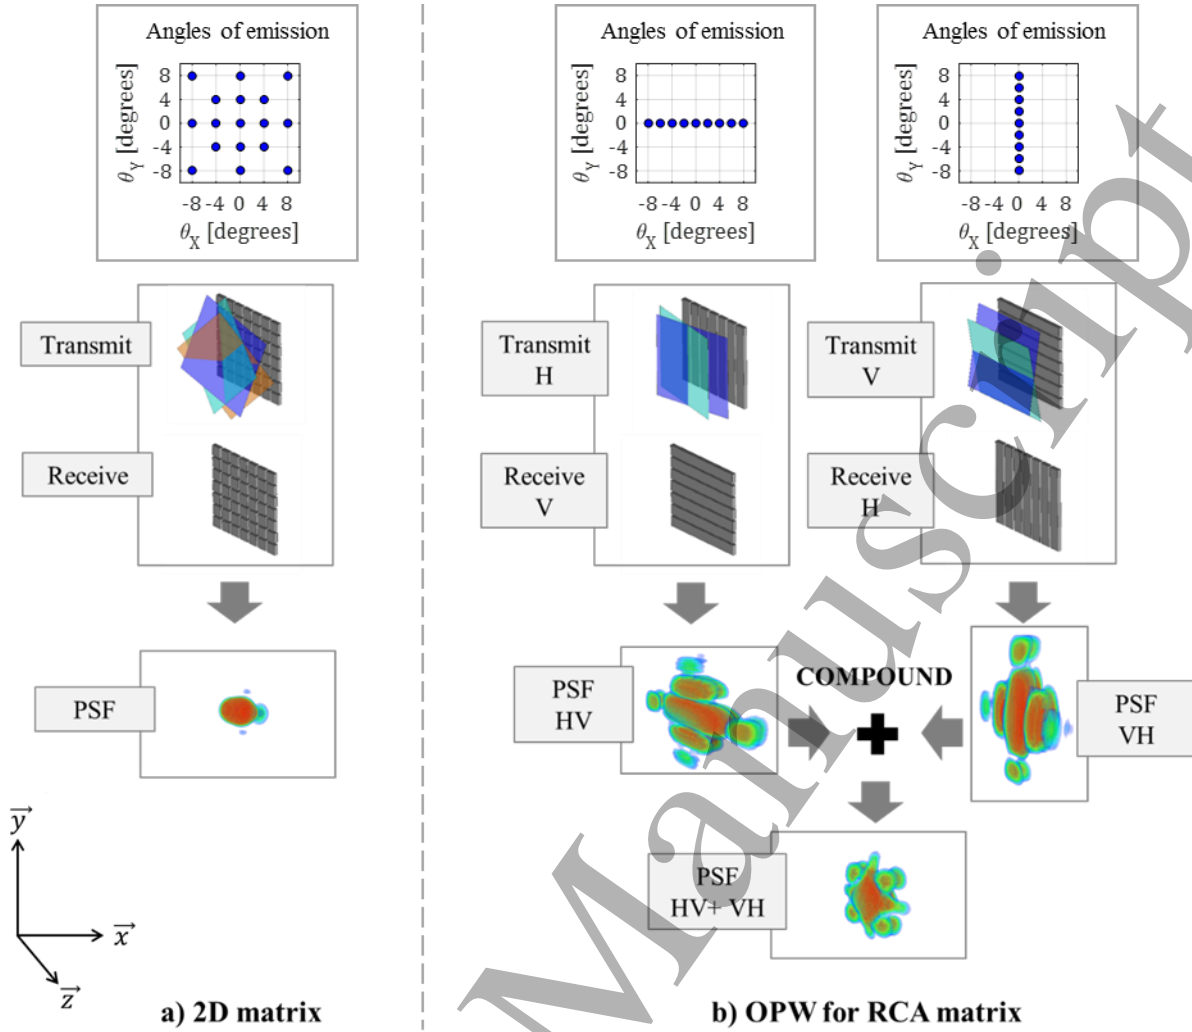 Angles of emission
8
4
0
-4
-8
θY [degrees]
-8 -4 0 4 8
θX [degrees]
Transmit
Receive
PSF
a) 2D matrix
Angles of emission
8
4
0
-4
-8
θY [degrees]
-8 -4 0 4 8
θX [degrees]
Transmit
H
Receive
V
PSF
HV
Angles of emission
8
4
0
-4
-8
θY [degrees]
-8 -4 0 4 8
θX [degrees]
Transmit
V
Receive
H
PSF
VH
COMPOUND
PSF
HV+ VH
b) OPW for RCA matrix
y
x
z
Manuscript